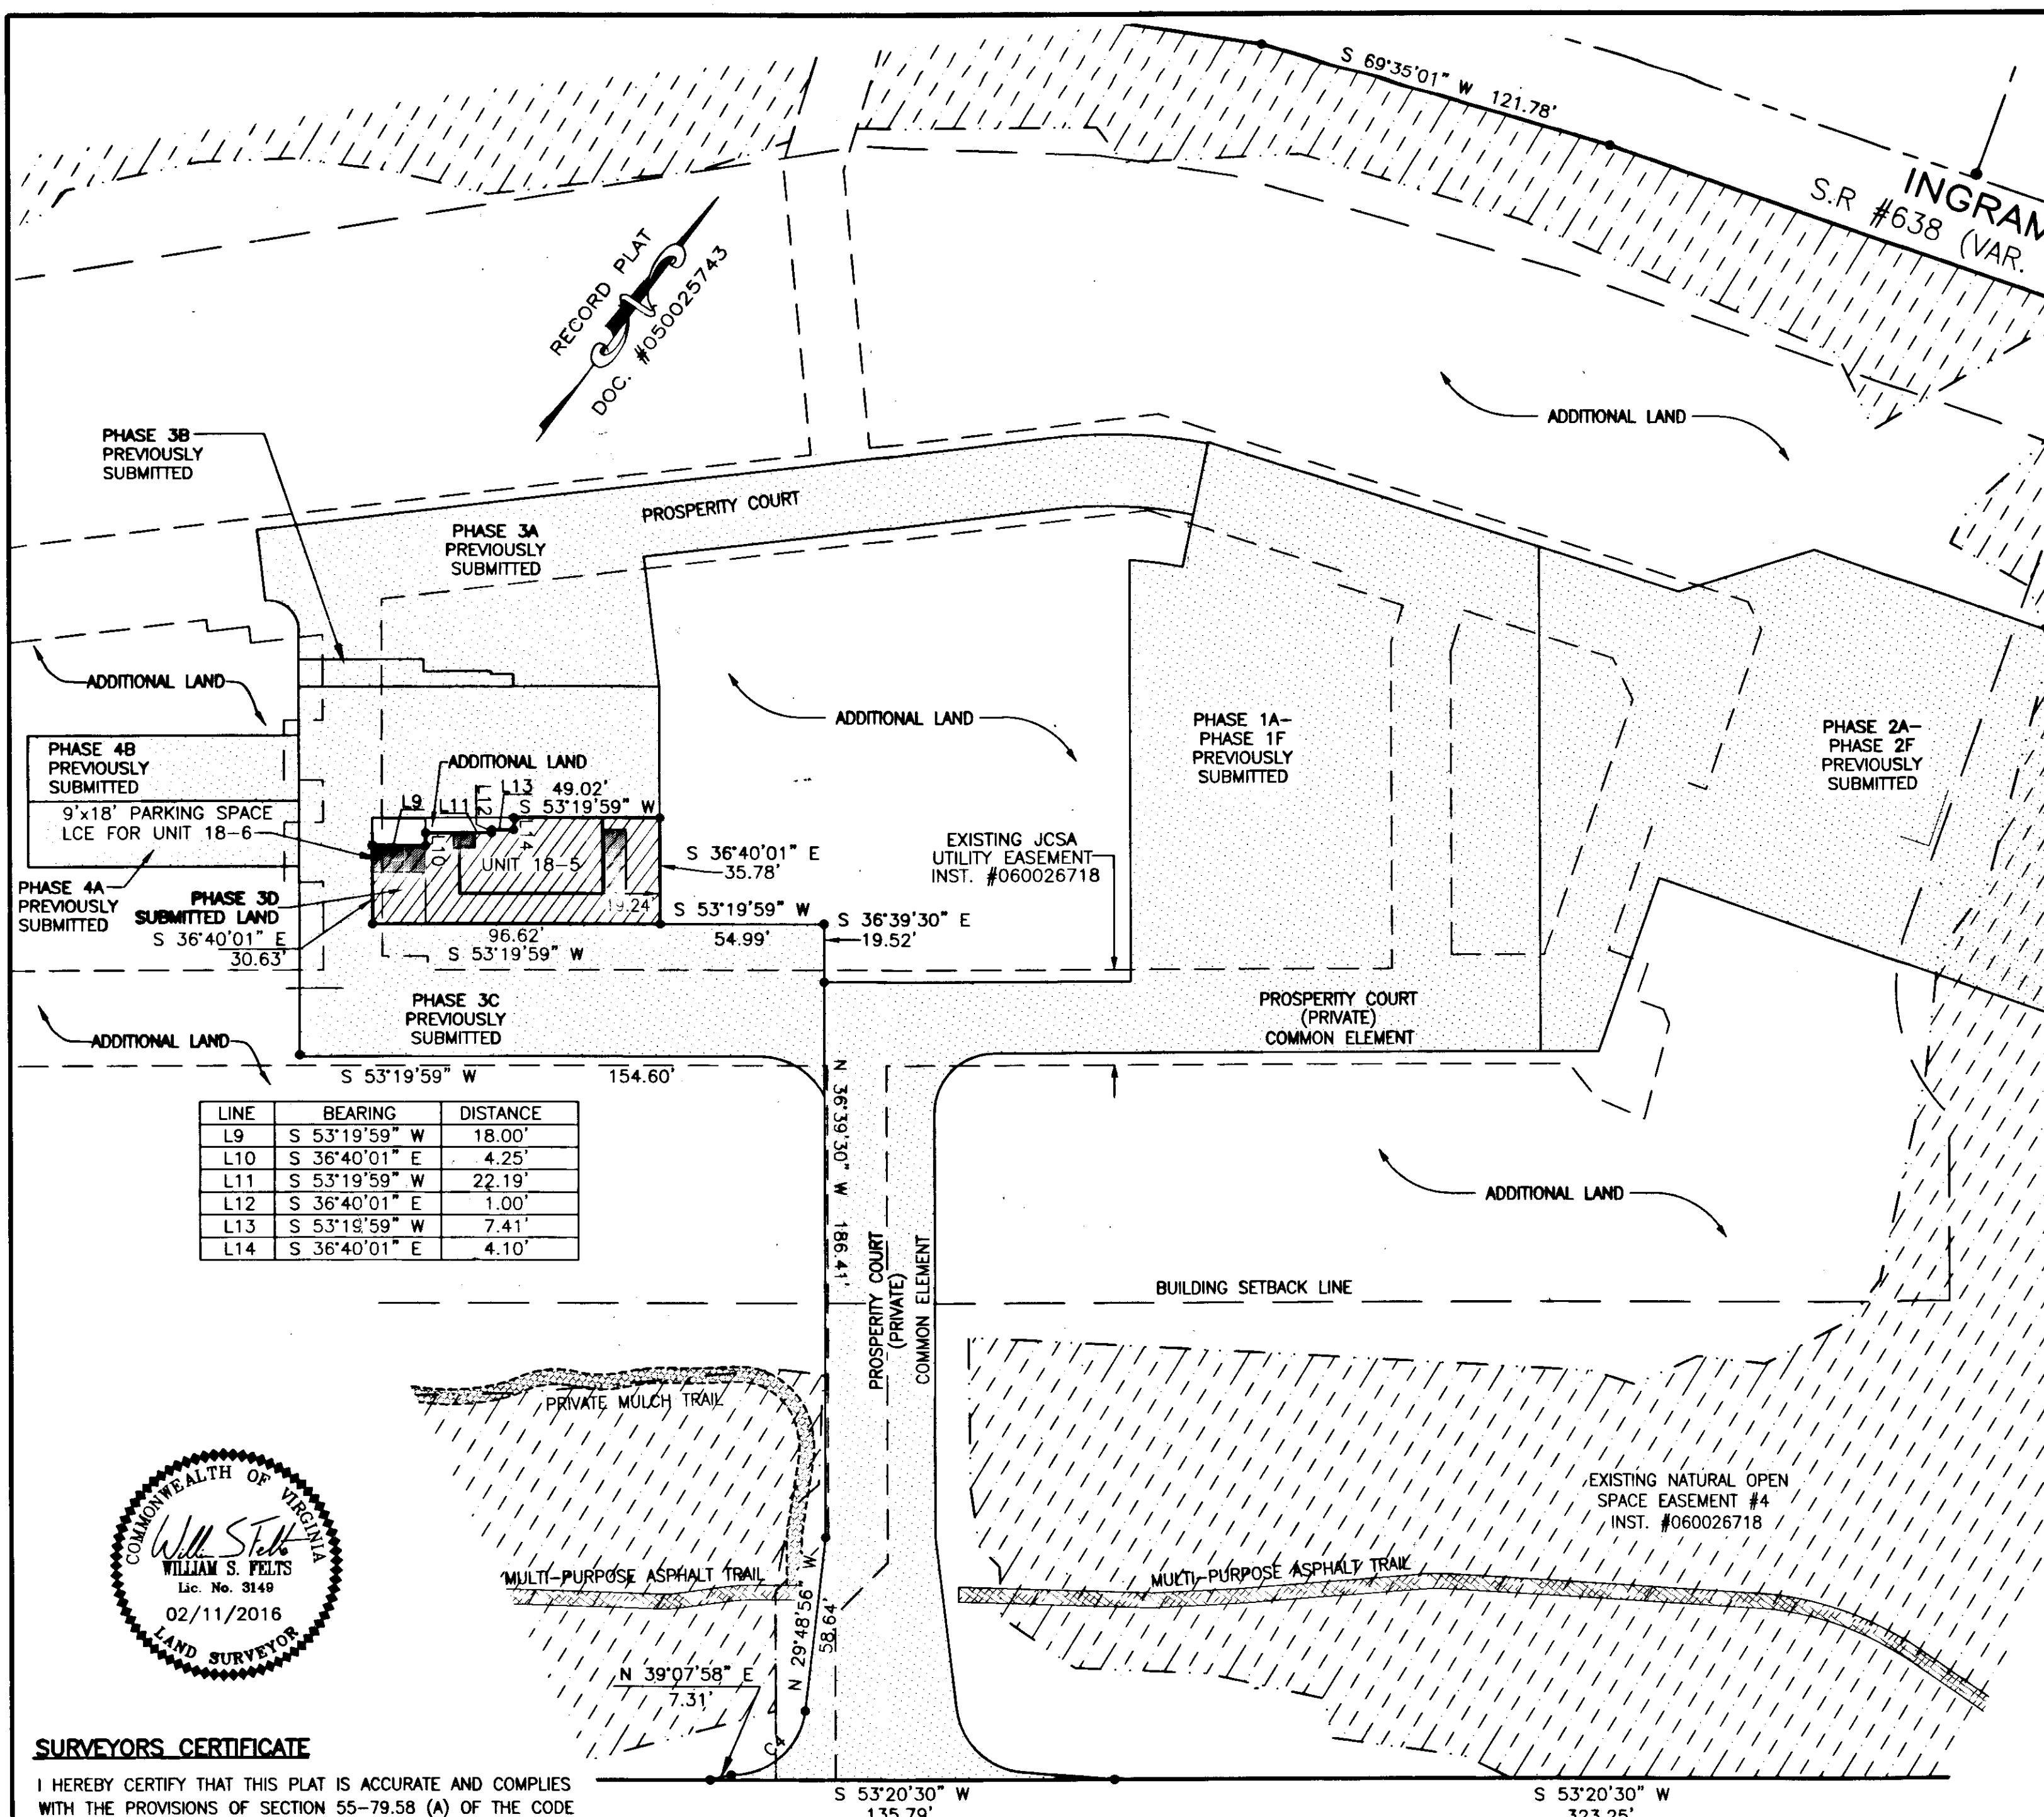 S 69°35'01" W 121.78'
INGRAM
S.R #638 (VAR.
RECORD PLAT
DOC. #050025743
ADDITIONAL LAND
PHASE 3B
PREVIOUSLY
SUBMITTED
PROSPERITY COURT
PHASE 3A
PREVIOUSLY
SUBMITTED
ADDITIONAL LAND
ADDITIONAL LAND
PHASE 1A-
PHASE 1F
PREVIOUSLY
SUBMITTED
PHASE 2A-
PHASE 2F
PREVIOUSLY
SUBMITTED
PHASE 4B
PREVIOUSLY
SUBMITTED
ADDITIONAL LAND
L9
L11
L12
L13
49.02'
S 53°19'59" W
9'x18' PARKING SPACE
LCE FOR UNIT 18-6
L10
L14
UNIT 18-5
S 36°40'01" E
35.78'
EXISTING JCSA
UTILITY EASEMENT
INST. #060026718
PHASE 4A
PREVIOUSLY
SUBMITTED
PHASE 3D
SUBMITTED LAND
S 36°40'01" E
30.63'
19.24'
S 53°19'59" W
54.99'
S 36°39'30" E
19.52'
96.62'
S 53°19'59" W
PHASE 3C
PREVIOUSLY
SUBMITTED
PROSPERITY COURT
(PRIVATE)
COMMON ELEMENT
ADDITIONAL LAND
S 53°19'59" W 154.60'
N 36°39'30" W 186.41'
LINE BEARING DISTANCE
L9 S 53°19'59" W 18.00'
L10 S 36°40'01" E 4.25'
L11 S 53°19'59" W 22.19'
L12 S 36°40'01" E 1.00'
L13 S 53°19'59" W 7.41'
L14 S 36°40'01" E 4.10'
ADDITIONAL LAND
PROSPERITY COURT
(PRIVATE)
COMMON ELEMENT
BUILDING SETBACK LINE
PRIVATE MULCH TRAIL
EXISTING NATURAL OPEN
SPACE EASEMENT #4
INST. #060026718
MULTI-PURPOSE ASPHALT TRAIL
MULTI-PURPOSE ASPHALT TRAIL
COMMONWEALTH OF VIRGINIA
Will S Felts
WILLIAM S. FELTS
Lic. No. 3149
02/11/2016
LAND SURVEYOR
N 29°48'56" W
58.64'
N 39°07'58" E
7.31'
C4
SURVEYORS CERTIFICATE
I HEREBY CERTIFY THAT THIS PLAT IS ACCURATE AND COMPLIES
WITH THE PROVISIONS OF SECTION 55-79.58 (A) OF THE CODE
S 53°20'30" W
135.79'
S 53°20'30" W
323.25'